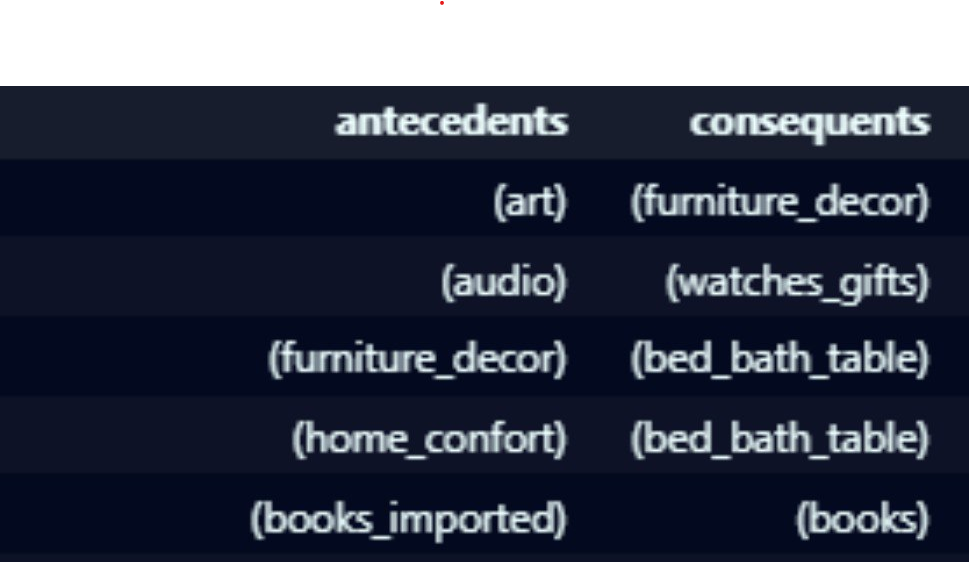 antecedents consequents
(art) (furniture_decor)
(audio) (watches_gifts)
(furniture_decor) (bed_bath_table)
(home_confort) (bed_bath_table)
(books_imported) (books)